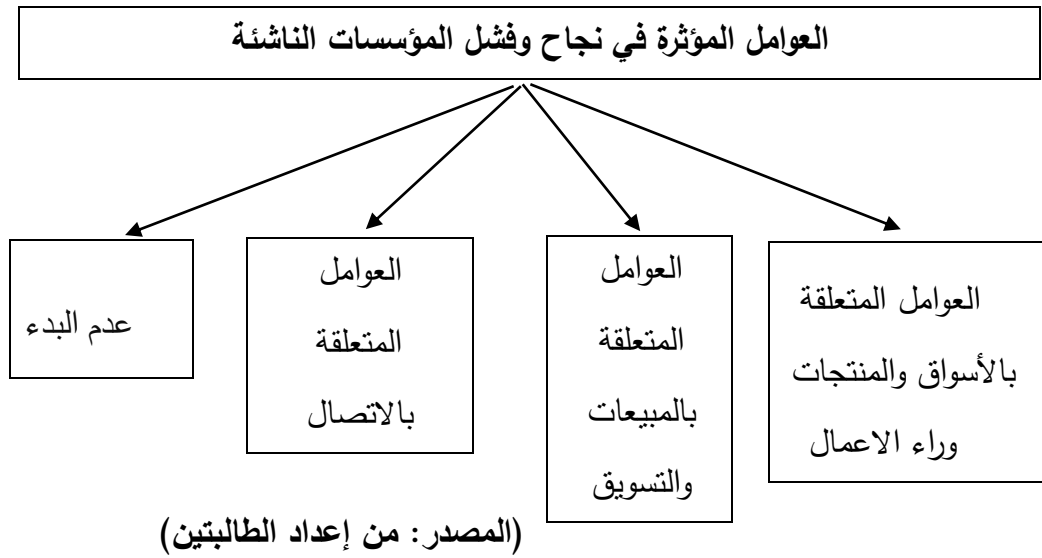 العوامل المؤثرة في نجاح وفشل المؤسسات الناشئة
العوامل المتعلقة
بالأسواق والمنتجات
وراء الاعمال
العوامل
المتعلقة
بالمبيعات
والتسويق
العوامل
المتعلقة
بالاتصال
عدم البدء
(المصدر: من إعداد الطالبتين)